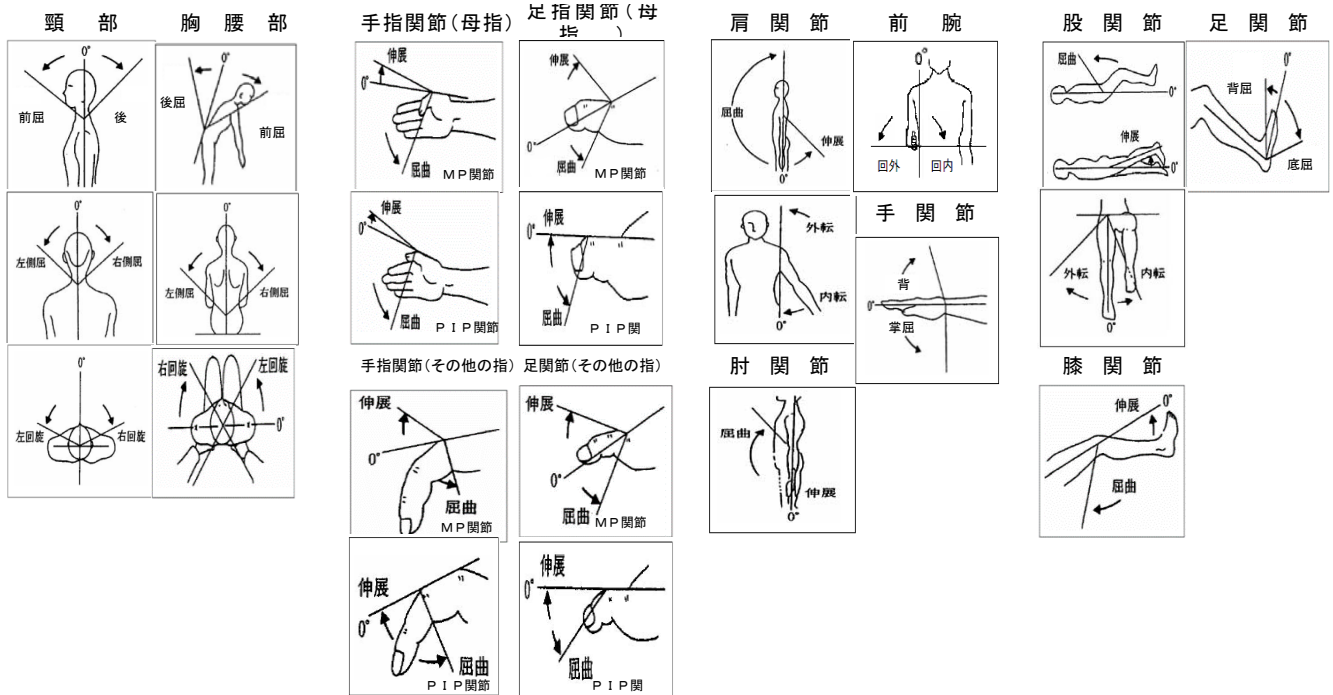 頸 部
0°
前屈
後
0°
左側屈
右側屈
0°
左回旋
右回旋
胸 腰 部
0°
後屈
前屈
0°
左側屈
右側屈
右回旋
左回旋
0°
手指関節(母指)
伸展
0°
屈曲
MP関節
伸展
0°
屈曲
PIP関節
手指関節(その他の指)
伸展
0°
屈曲
MP関節
伸展
0°
屈曲
PIP関節
足指関節(母
指 )
伸展
0°
屈曲
MP関節
伸展
0°
屈曲
PIP関
足関節(その他の指)
伸展
0°
屈曲
MP関節
伸展
0°
屈曲
PIP関
肩 関 節
屈曲
伸展
0°
外転
内転
0°
肘 関 節
屈曲
伸展
0°
前 腕
0°
回外
回内
手 関 節
背
0°
掌屈
股 関 節
屈曲
0°
伸展
0°
外転
内転
0°
膝 関 節
伸展
0°
屈曲
足 関 節
0°
背屈
底屈